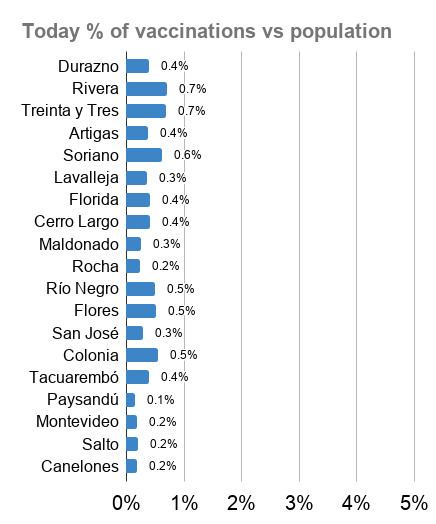 Today % of vaccinations vs population
Durazno 0.4%
Rivera 0.7%
Treinta y Tres 0.7%
Artigas 0.4%
Soriano 0.6%
Lavalleja 0.3%
Florida 0.4%
Cerro Largo 0.4%
Maldonado 0.3%
Rocha 0.2%
Río Negro 0.5%
Flores 0.5%
San José 0.3%
Colonia 0.5%
Tacuarembó 0.4%
Paysandú 0.1%
Montevideo 0.2%
Salto 0.2%
Canelones 0.2%
0% 1% 2% 3% 4% 5%